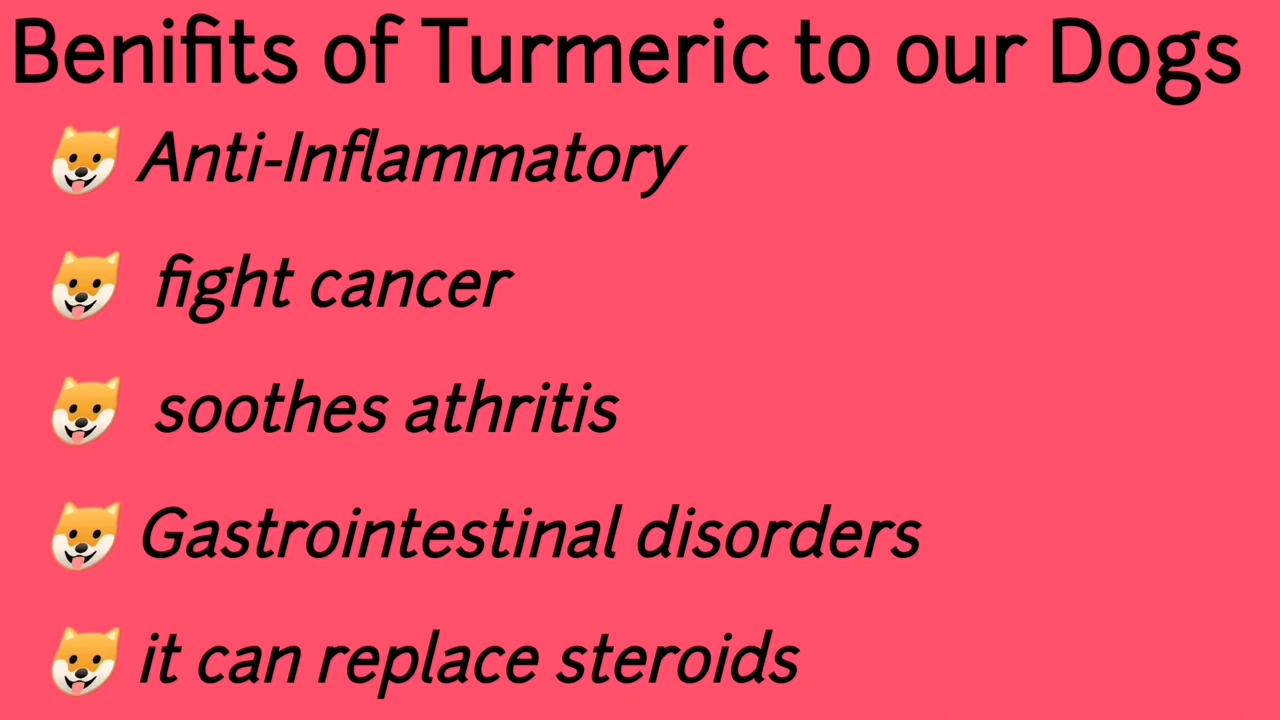 Benifits of Turmeric to our Dogs
Anti-Inflammatory
fight cancer
soothes athritis
Gastrointestinal disorders
it can replace steroids